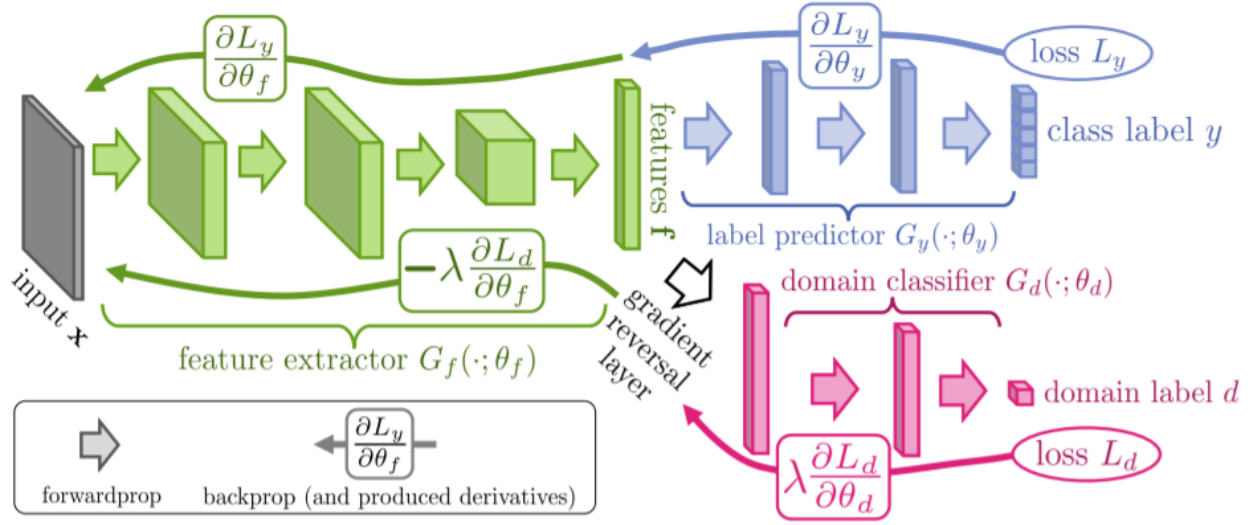 ∂L_y/∂θ_f
∂L_y/∂θ_y
loss L_y
features f
class label y
label predictor G_y(·; θ_y)
−λ ∂L_d/∂θ_f
input x
domain classifier G_d(·; θ_d)
gradient
reversal
layer
feature extractor G_f(·; θ_f)
domain label d
loss L_d
λ ∂L_d/∂θ_d
∂L_y/∂θ_f
forwardprop
backprop (and produced derivatives)